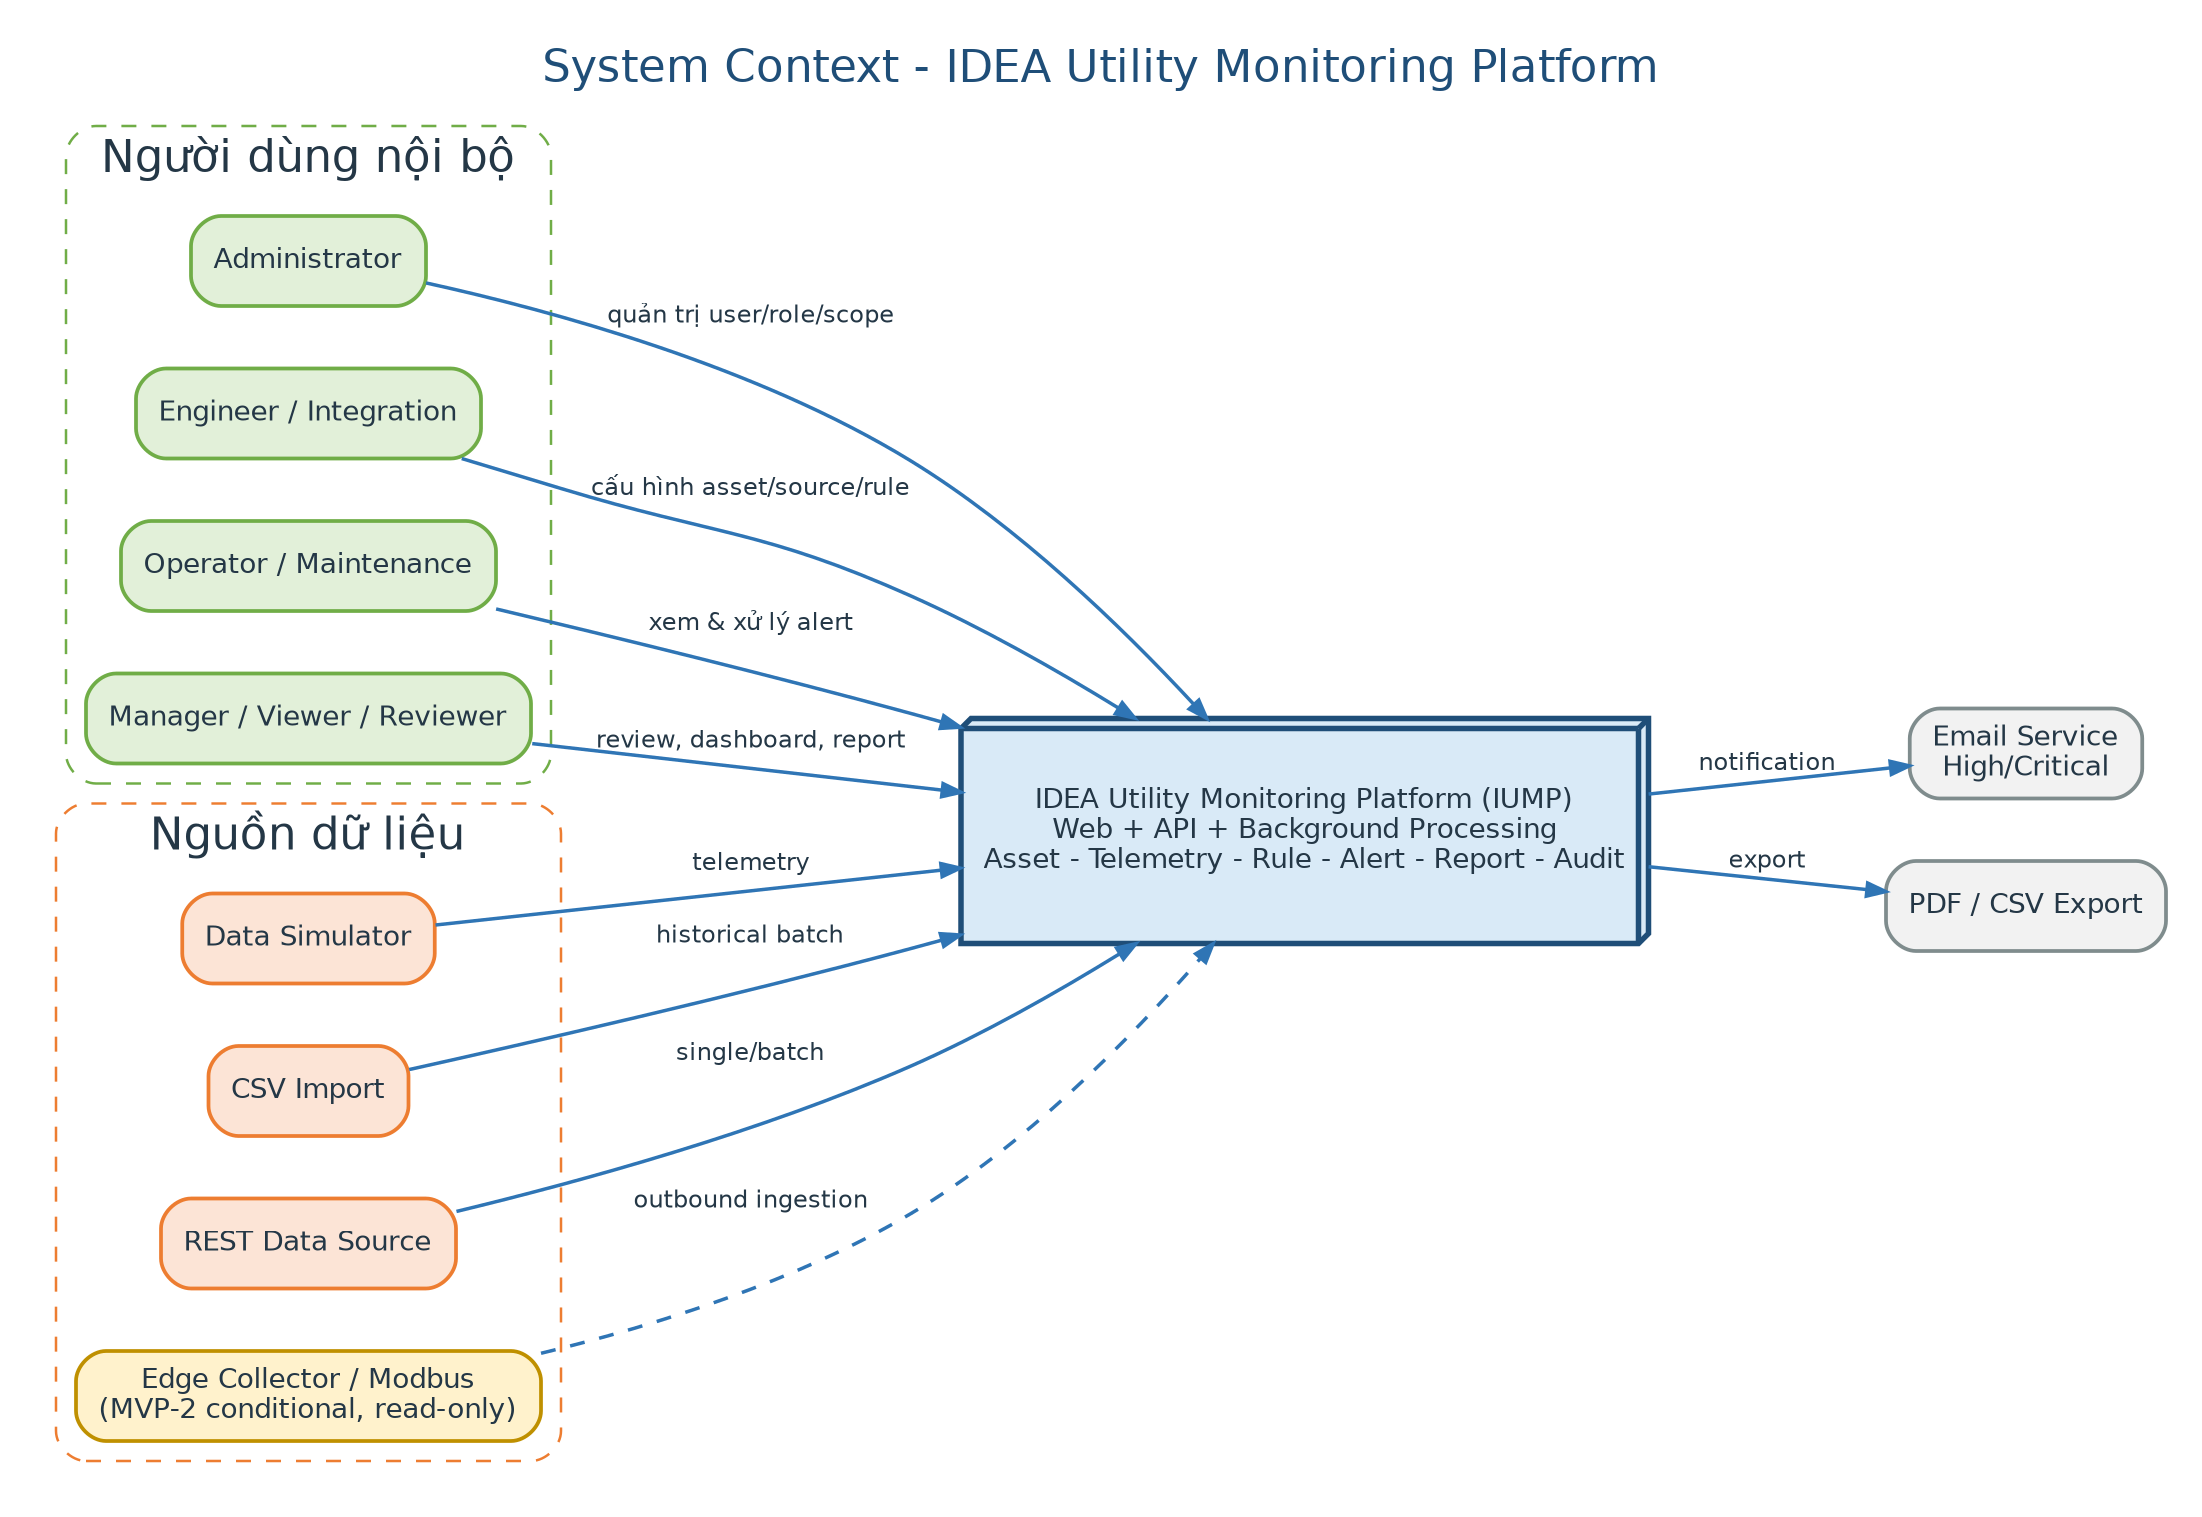 System Context - IDEA Utility Monitoring Platform
Người dùng nội bộ
Administrator
quản trị user/role/scope
Engineer / Integration
cấu hình asset/source/rule
Operator / Maintenance
xem & xử lý alert
Manager / Viewer / Reviewer
review, dashboard, report
Nguồn dữ liệu
Data Simulator
telemetry
CSV Import
historical batch
REST Data Source
single/batch
Edge Collector / Modbus
(MVP-2 conditional, read-only)
outbound ingestion
IDEA Utility Monitoring Platform (IUMP)
Web + API + Background Processing
Asset - Telemetry - Rule - Alert - Report - Audit
notification
Email Service
High/Critical
export
PDF / CSV Export